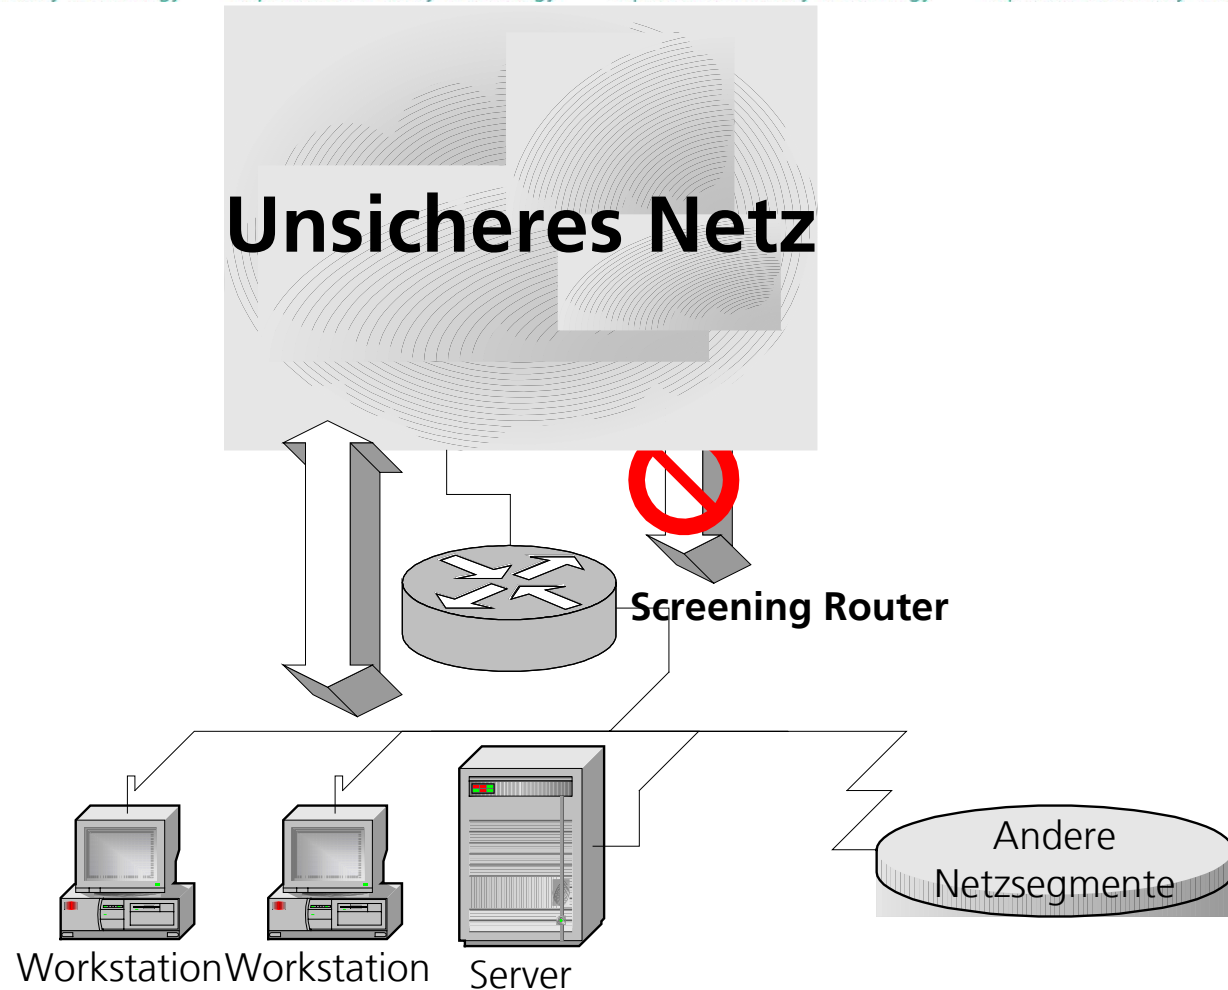 Unsicheres Netz
Screening Router
Andere
Netzsegmente
Workstation Workstation Server